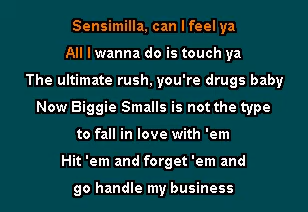 Sensimilla, can I feel ya
All I wanna do is touch ya
The ultimate rush, you're drugs baby
Now Biggie Smalls is not the type
to fall in love with 'em
Hit 'em and forget 'em and
go handle my business